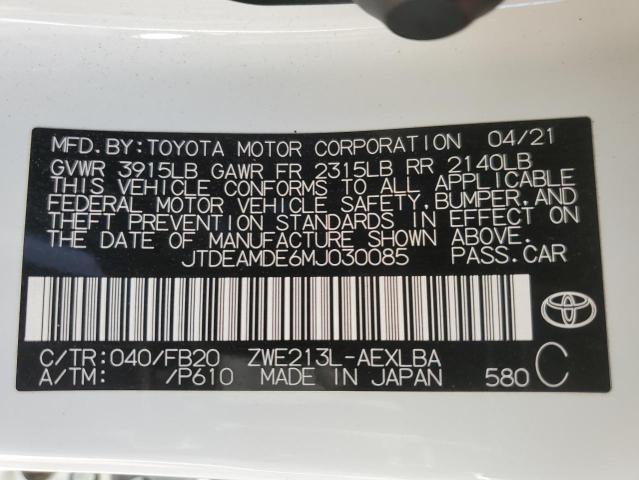 MFD. BY: TOYOTA MOTOR CORPORATION 04/21
GVWR 3915LB GAWR FR 2315LB RR 2140LB
THIS VEHICLE CONFORMS TO ALL APPLICABLE
FEDERAL MOTOR VEHICLE SAFETY, BUMPER, AND
THEFT PREVENTION STANDARDS IN EFFECT ON
THE DATE OF MANUFACTURE SHOWN ABOVE.
JTDEAMDE6MJ030085 PASS.CAR
C/TR:040/FB20 ZWE213L-AEXLBA
A/TM: /P610 MADE IN JAPAN 580 C